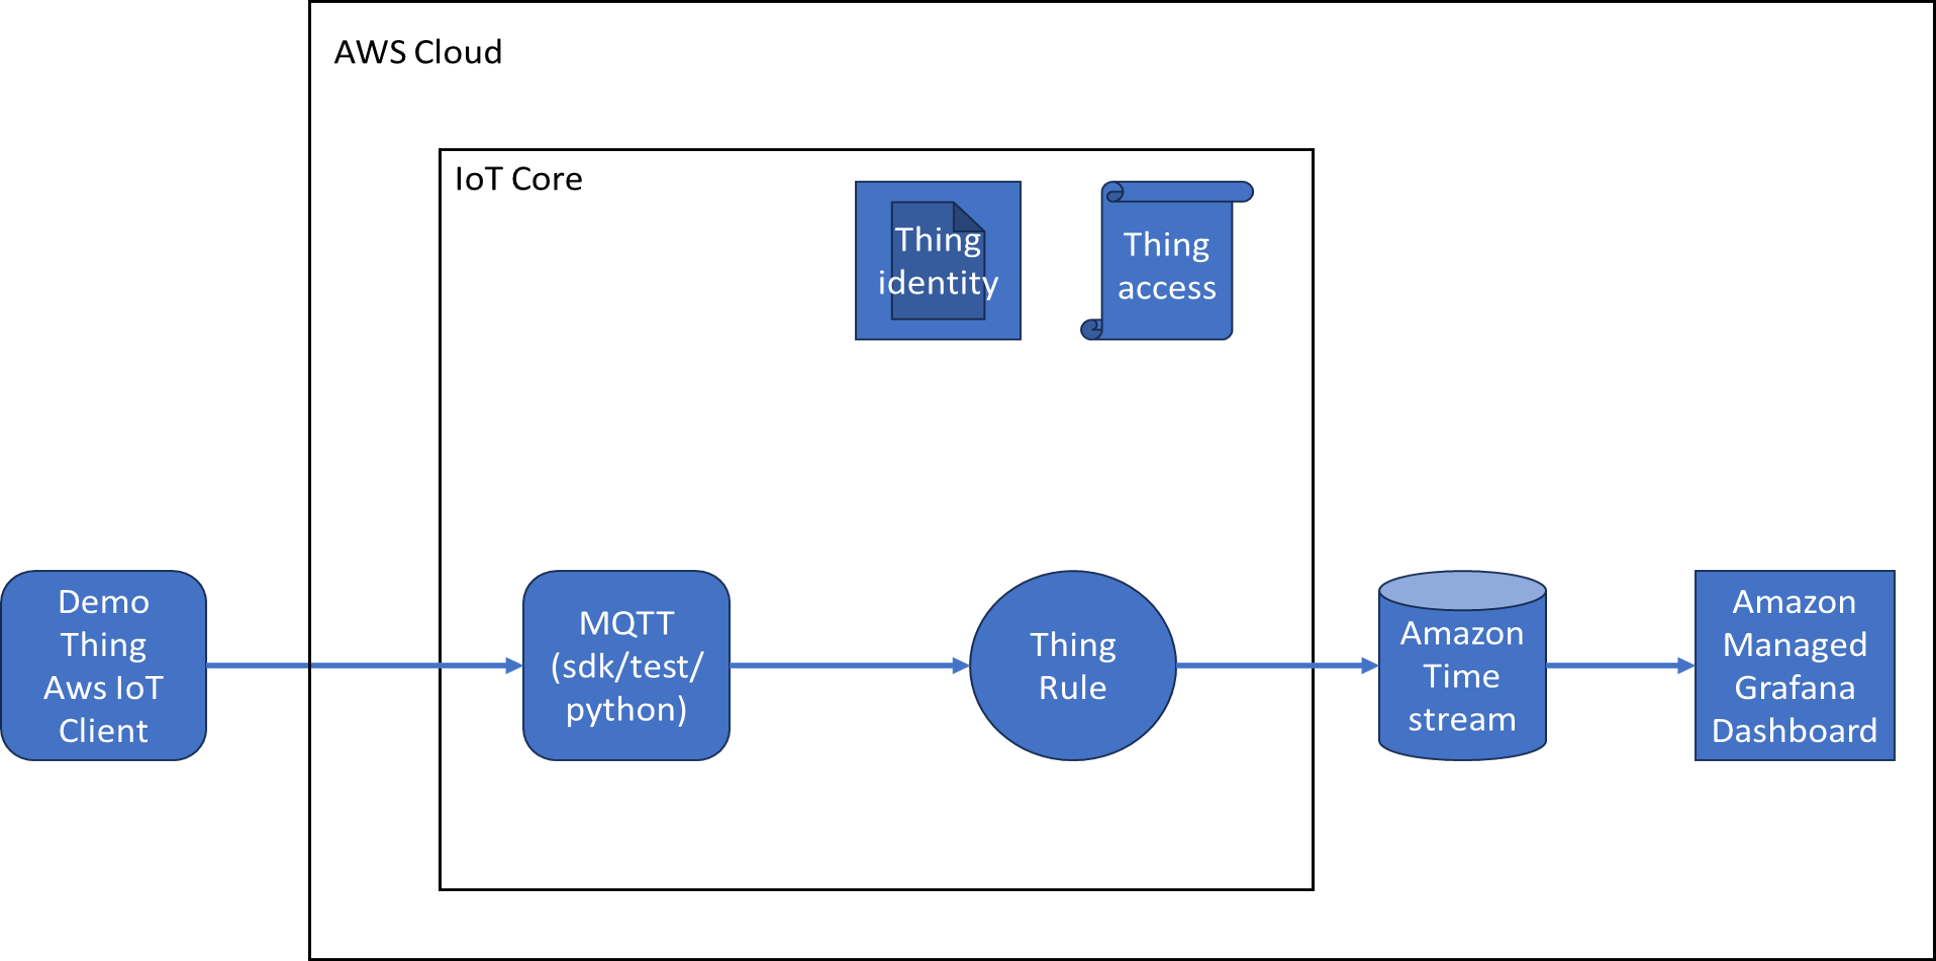 AWS Cloud
IoT Core
Thing
identity
Thing
access
Demo
Thing
Aws IoT
Client
MQTT
(sdk/test/
python)
Thing
Rule
Amazon
Time
stream
Amazon
Managed
Grafana
Dashboard